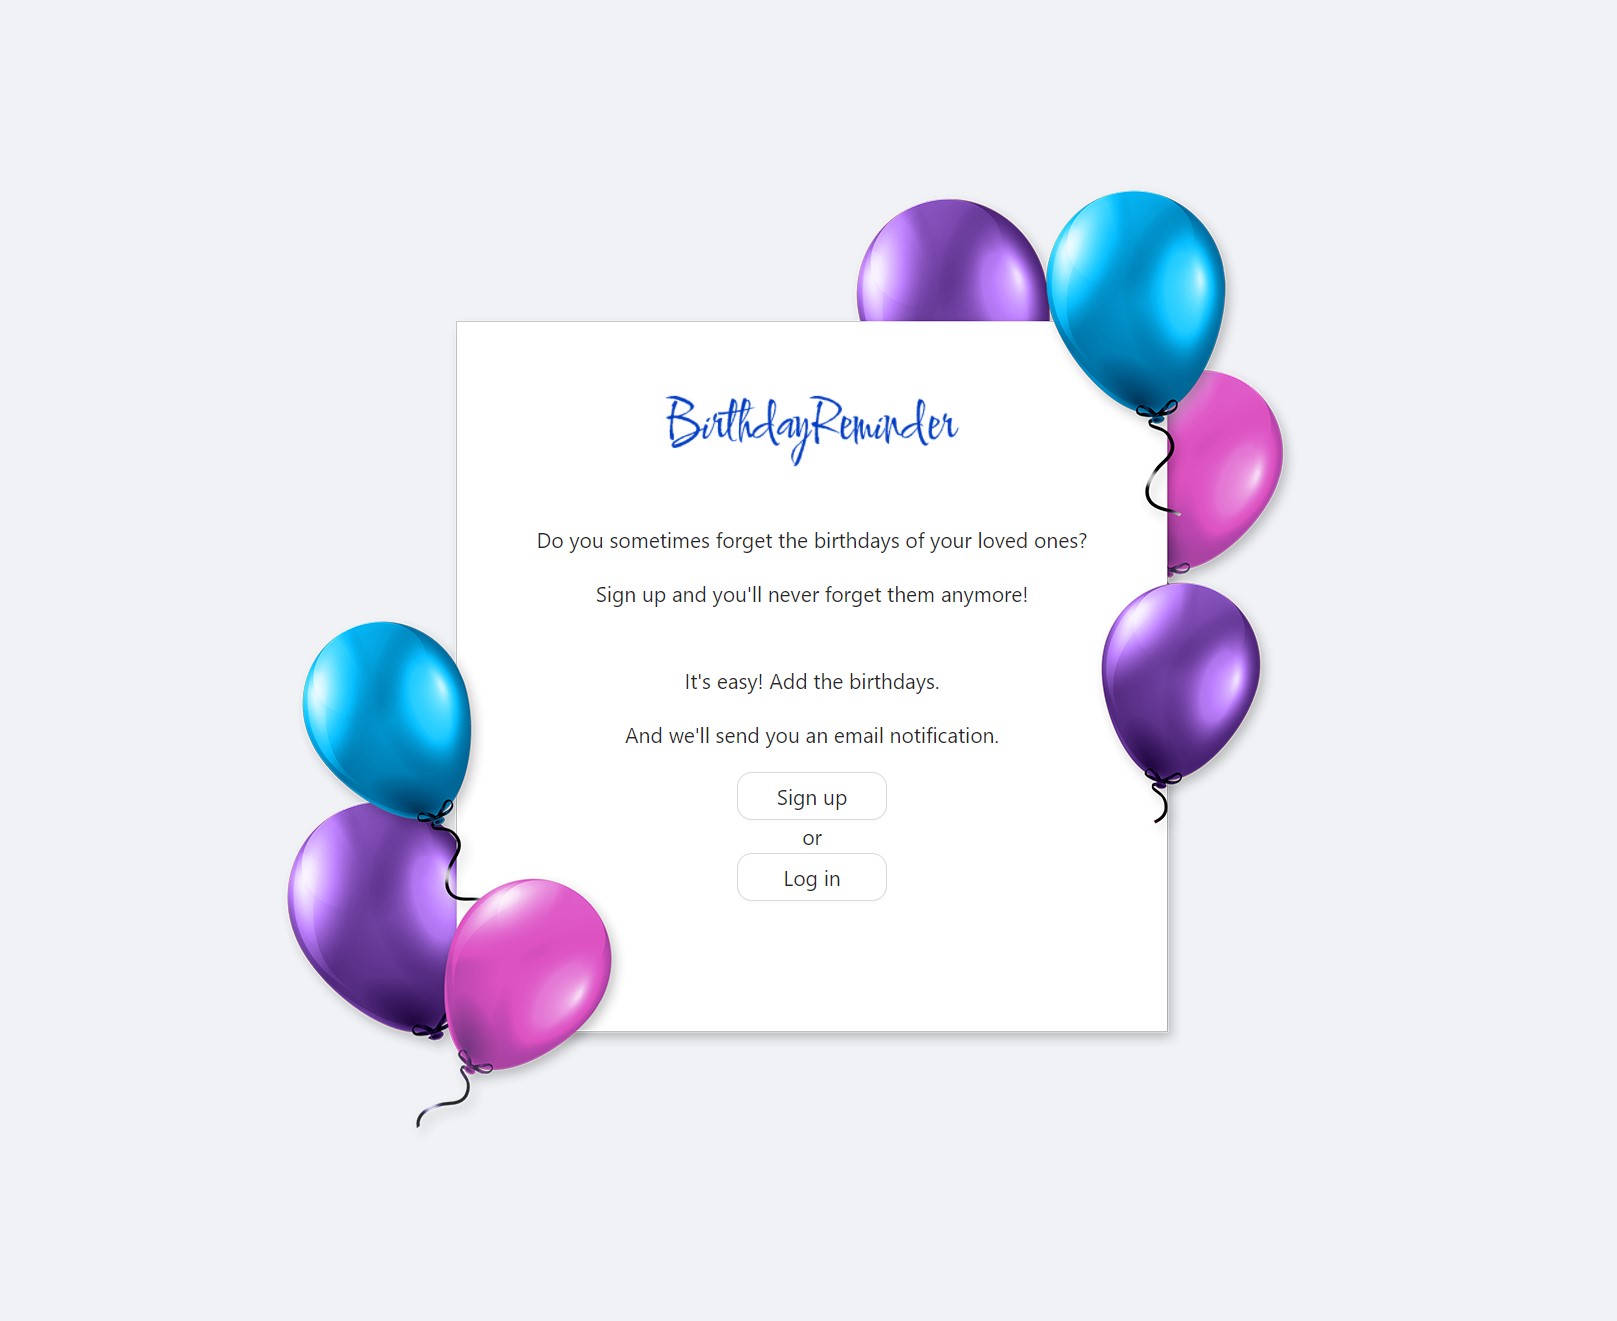 BirthdayReminder
Do you sometimes forget the birthdays of your loved ones?
Sign up and you'll never forget them anymore!
It's easy! Add the birthdays.
And we'll send you an email notification.
Sign up
or
Log in